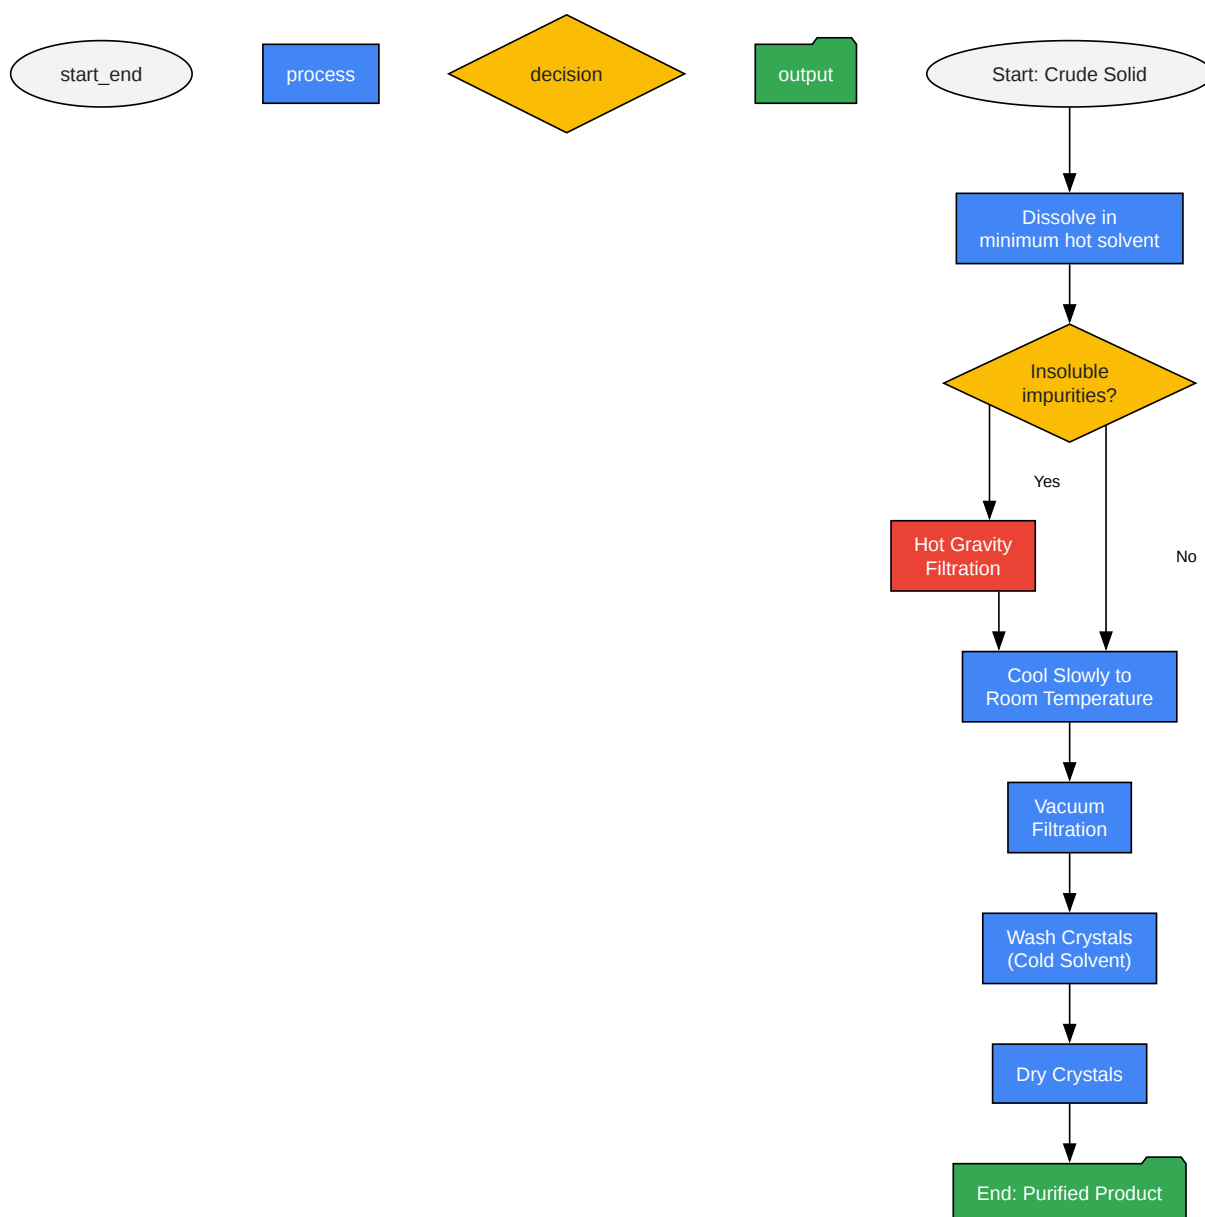 start_end
process
decision
output
Start: Crude Solid
Dissolve in
minimum hot solvent
Insoluble
impurities?
Yes
Hot Gravity
Filtration
No
Cool Slowly to
Room Temperature
Vacuum
Filtration
Wash Crystals
(Cold Solvent)
Dry Crystals
End: Purified Product